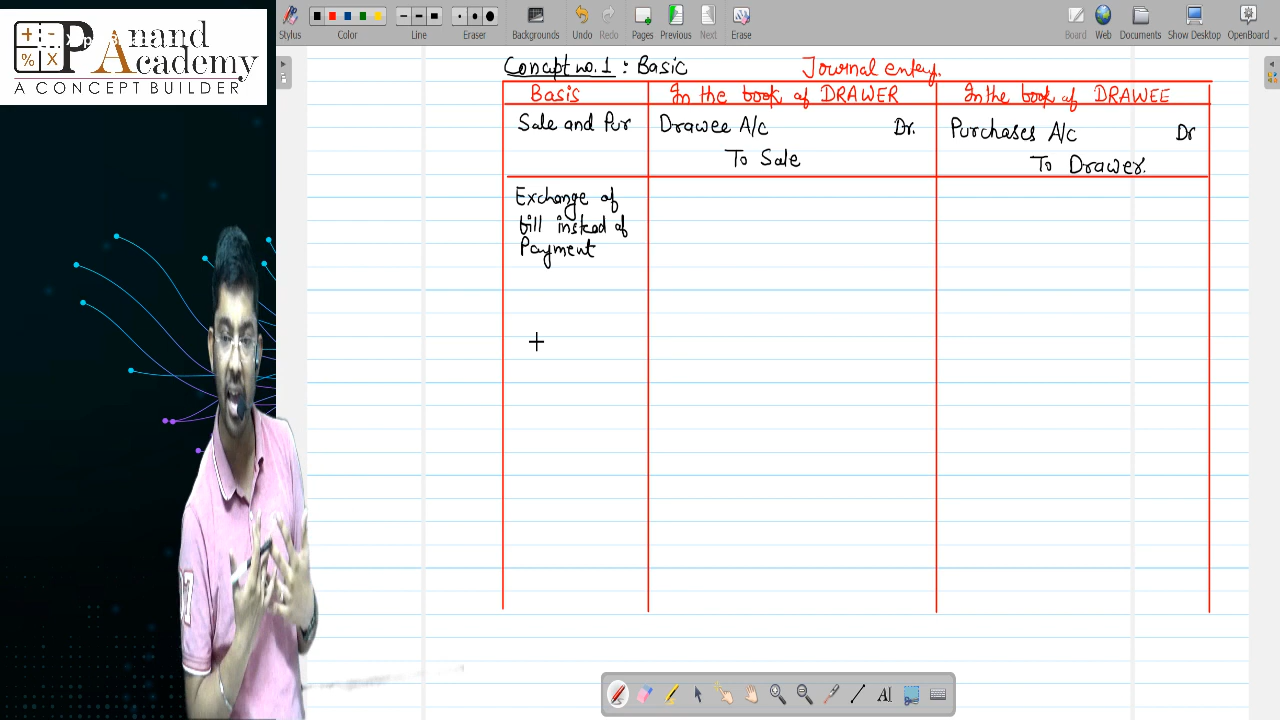 Anand
Academy
A CONCEPT BUILDER
Stylus
Color
Line
Eraser
Backgrounds
Undo
Redo
Pages
Previous
Next
Erase
Board
Web
Documents
Show Desktop
OpenBoard
Concept no. 1 : Basic
Journal entry.
Basis
In the book of DRAWER
In the book of DRAWEE
Sale and Pur
Drawee A/c Dr.
To Sale
Purchases A/c Dr
To Drawer.
Exchange of
bill instead of
Payment
07